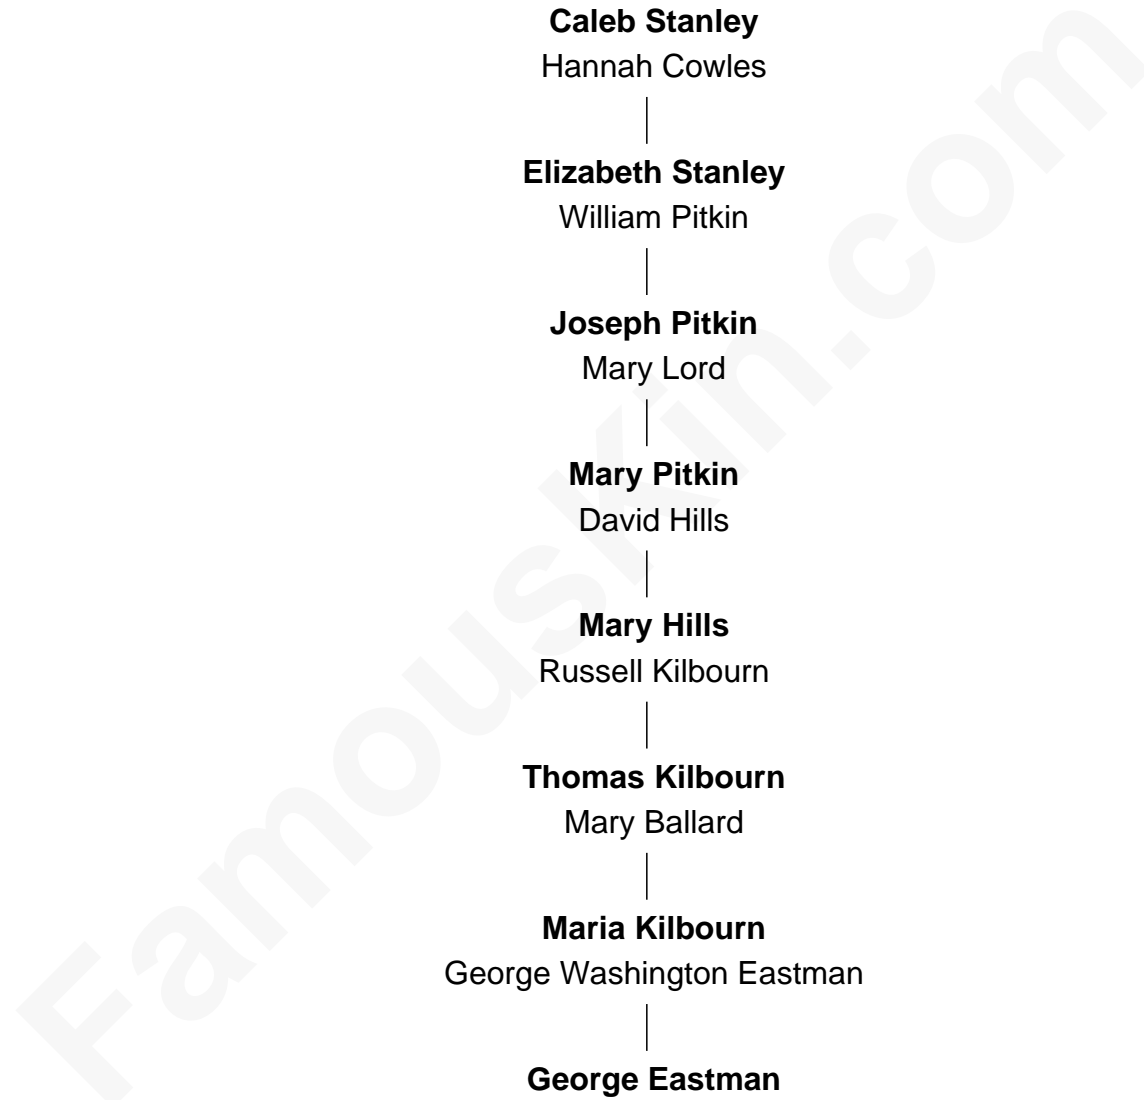 Caleb Stanley
Hannah Cowles
Elizabeth Stanley
William Pitkin
Joseph Pitkin
Mary Lord
Mary Pitkin
David Hills
Mary Hills
Russell Kilbourn
Thomas Kilbourn
Mary Ballard
Maria Kilbourn
George Washington Eastman
George Eastman
FamousKin.com